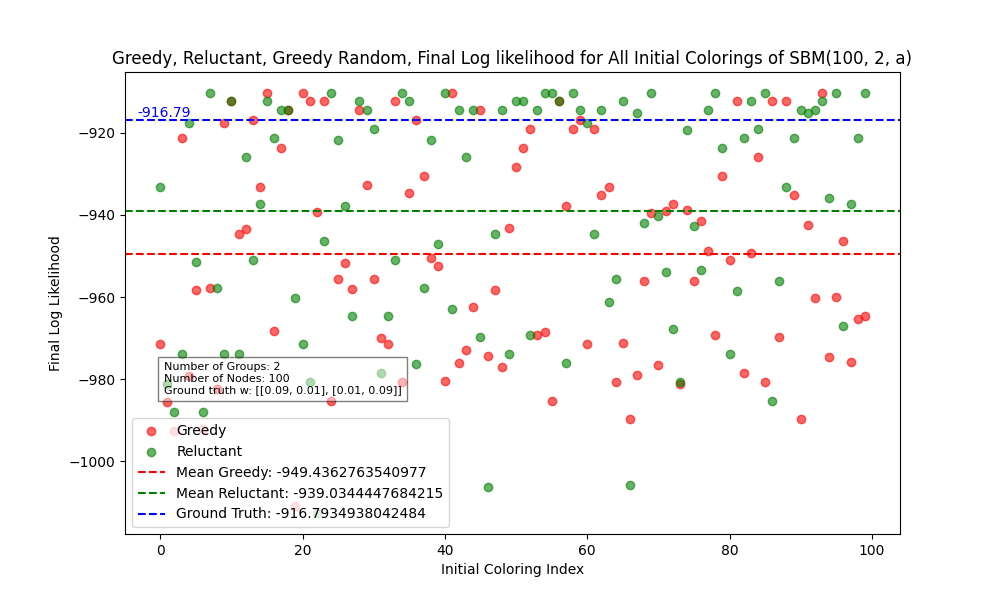 Greedy, Reluctant, Greedy Random, Final Log likelihood for All Initial Colorings of SBM(100, 2, a)
-916.79
−920
−940
−960
−980
−1000
Final Log Likelihood
Number of Groups: 2
Number of Nodes: 100
Ground truth w: [[0.09, 0.01], [0.01, 0.09]]
Greedy
Reluctant
Mean Greedy: -949.4362763540977
Mean Reluctant: -939.0344447684215
Ground Truth: -916.7934938042484
0 20 40 60 80 100
Initial Coloring Index